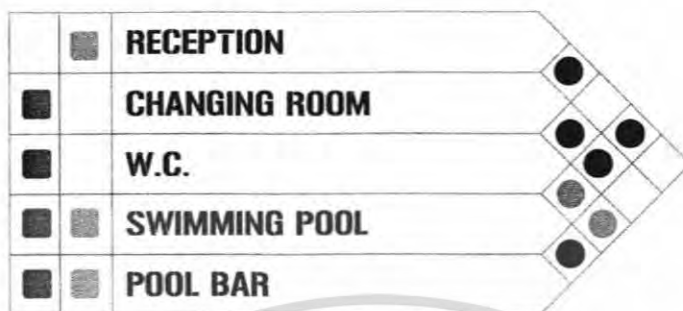 RECEPTION
CHANGING ROOM
W.C.
SWIMMING POOL
POOL BAR